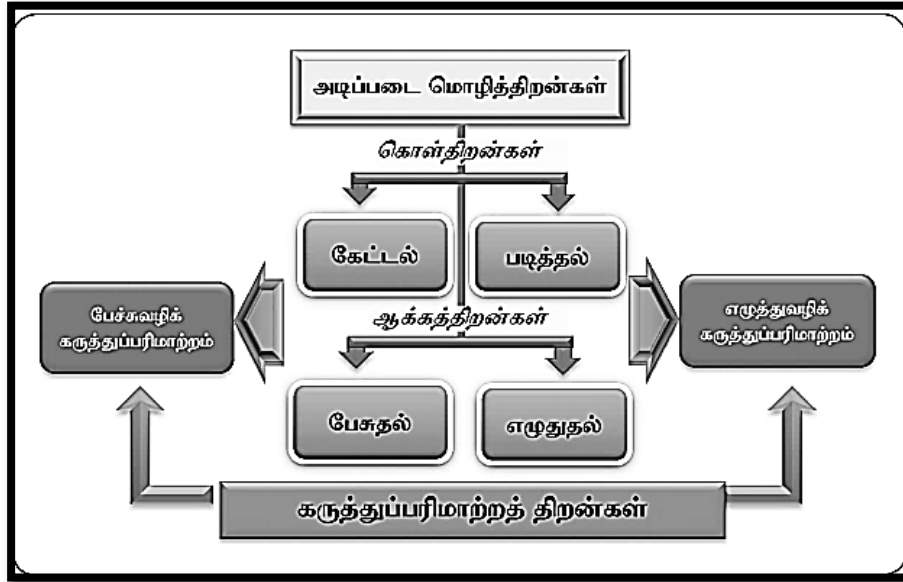 அடிப்படை மொழித்திறன்கள்
கொள்திறன்கள்
கேட்டல்
படித்தல்
பேச்சுவழிக்
கருத்துப்பரிமாற்றம்
எழுத்துவழிக்
கருத்துப்பரிமாற்றம்
ஆக்கத்திறன்கள்
பேசுதல்
எழுதுதல்
கருத்துப்பரிமாற்றத் திறன்கள்